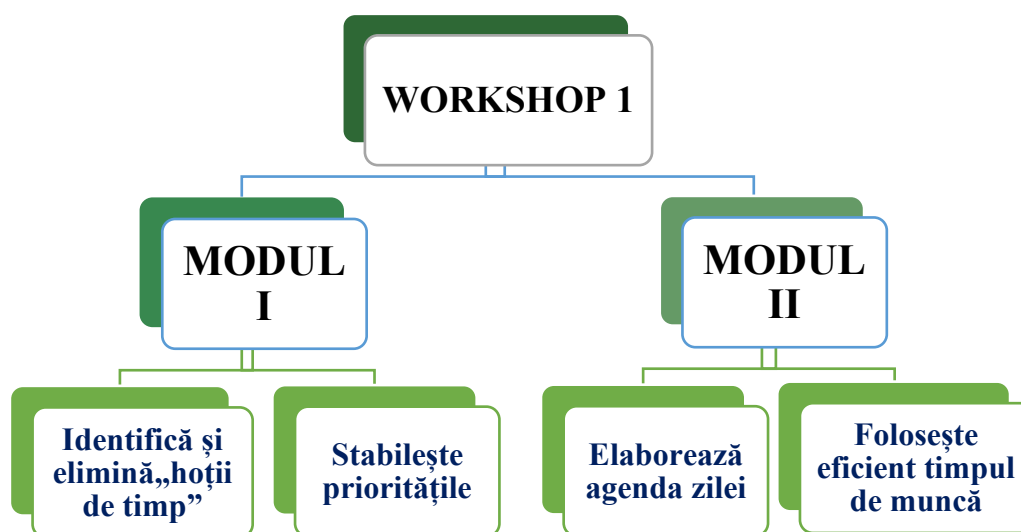 WORKSHOP 1
MODUL
I
MODUL
II
Identifică și
elimină„hoții
de timp”
Stabilește
prioritățile
Elaborează
agenda zilei
Folosește
eficient timpul
de muncă